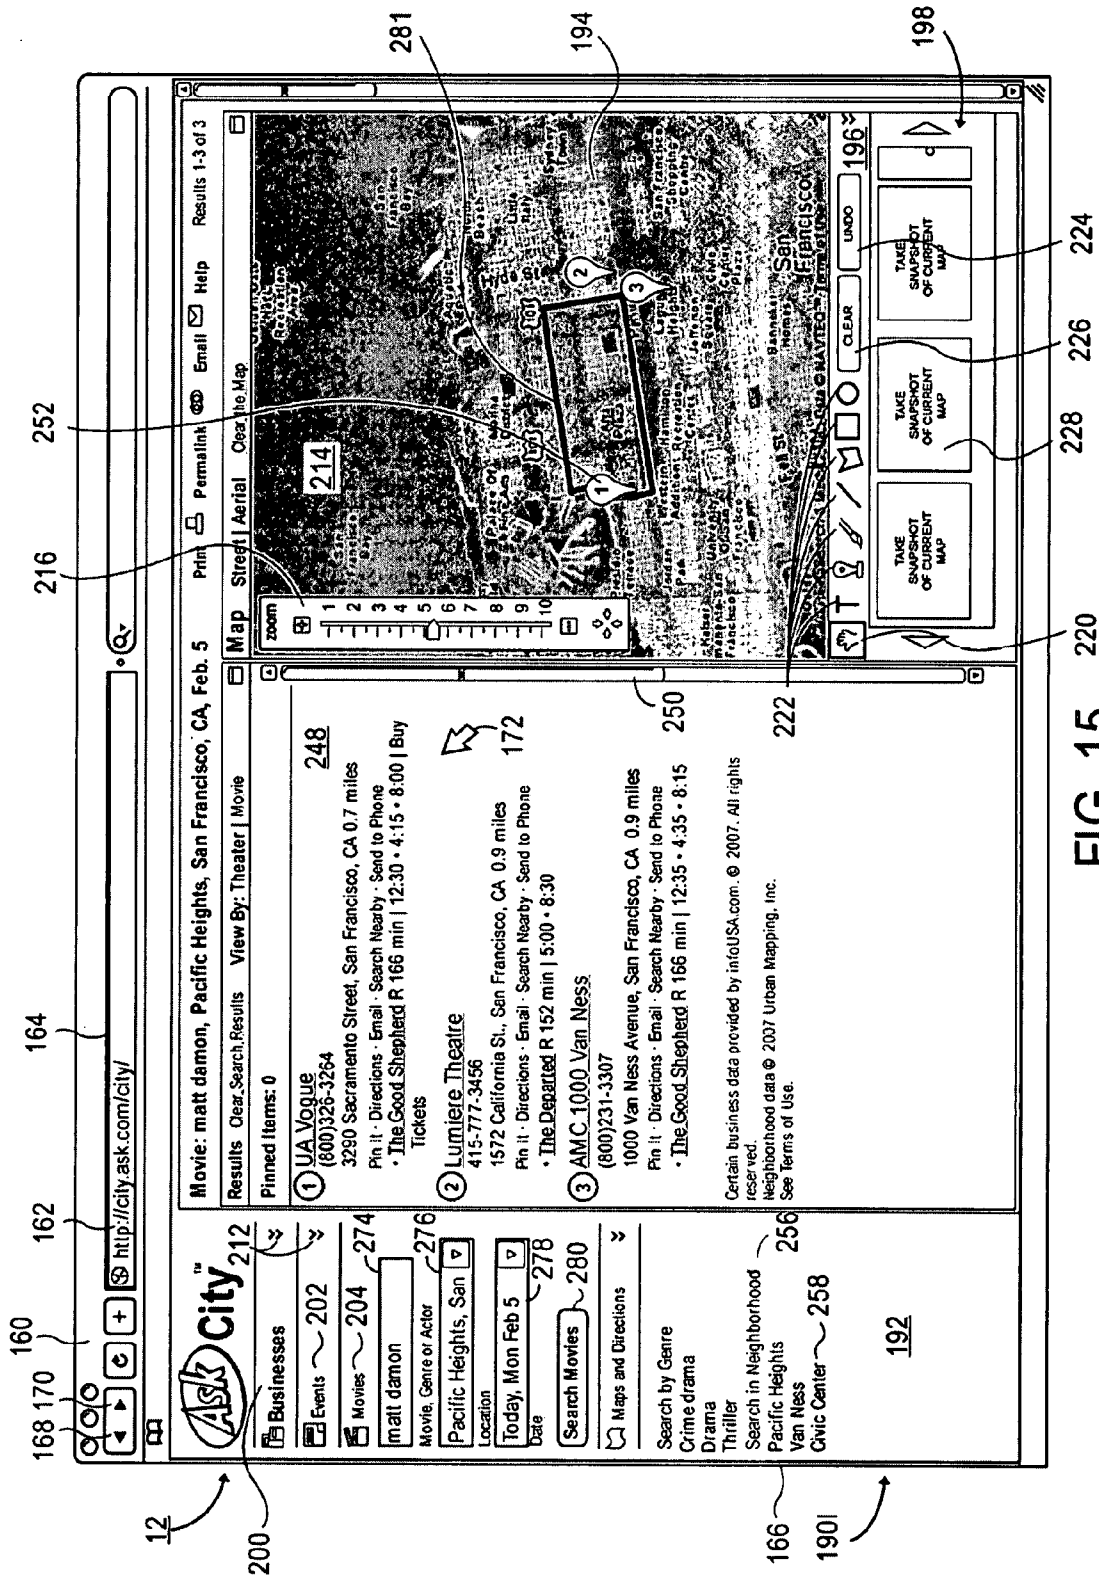 160
162
164
168
170
http://city.ask.com/city/
12
Ask City™
212
200
Businesses
Events
202
Movies
204
274
matt damon
276
Movie, Genre or Actor
Pacific Heights, San
Location
Today, Mon Feb 5
278
Date
Search Movies
280
Maps and Directions
Search by Genre
Crime drama
Drama
Thriller
Search in Neighborhood
256
Pacific Heights
Van Ness
Civic Center
258
192
166
190I
Movie: matt damon, Pacific Heights, San Francisco, CA, Feb. 5
Results Clear Search Results View By: Theater | Movie
Pinned Items: 0
248
1 UA Vogue
(800)326-3264
3290 Sacramento Street, San Francisco, CA 0.7 miles
Pin it · Directions · Email · Search Nearby · Send to Phone
• The Good Shepherd R 166 min | 12:30 • 4:15 • 8:00 | Buy
Tickets
172
2 Lumiere Theatre
415-777-3456
1572 California St., San Francisco, CA 0.9 miles
Pin it · Directions · Email · Search Nearby · Send to Phone
• The Departed R 152 min | 5:00 • 8:30
3 AMC 1000 Van Ness
(800)231-3307
1000 Van Ness Avenue, San Francisco, CA 0.9 miles
Pin it · Directions · Email · Search Nearby · Send to Phone
• The Good Shepherd R 166 min | 12:35 • 4:35 • 8:15
Certain business data provided by infoUSA.com. © 2007. All rights
reserved.
Neighborhood data © 2007 Urban Mapping, Inc.
See Terms of Use.
250
216
252
281
194
Print Permalink Email Help Results 1-3 of 3
Map Street | Aerial Clear the Map
zoom
1
2
3
4
5
6
7
8
9
10
214
101
1
2
3
San
Francisco
Fell St
222
T
CLEAR
UNDO
196
TAKE
SNAPSHOT
OF CURRENT
MAP
TAKE
SNAPSHOT
OF CURRENT
MAP
TAKE
SNAPSHOT
OF CURRENT
MAP
198
220
228
226
224
FIG. 15